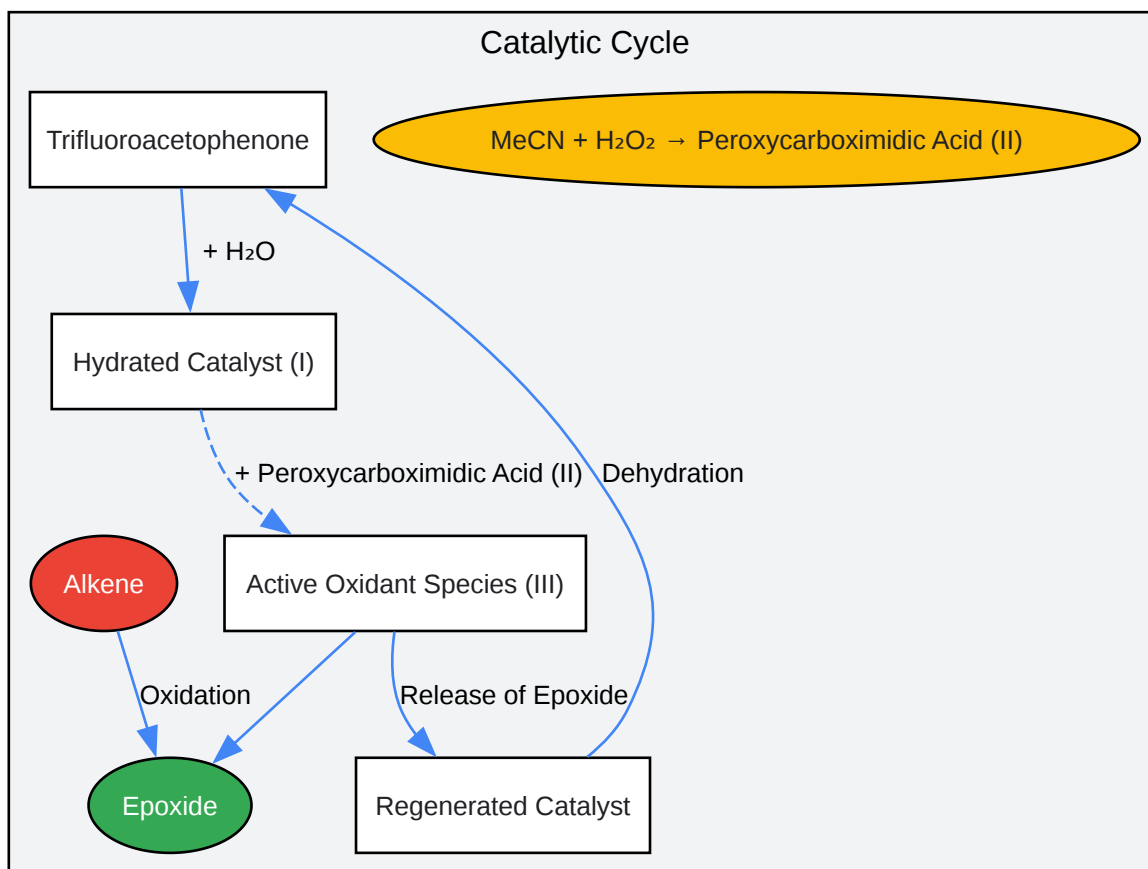 Catalytic Cycle
Trifluoroacetophenone
MeCN + H₂O₂ → Peroxycarboximidic Acid (II)
+ H₂O
Hydrated Catalyst (I)
+ Peroxycarboximidic Acid (II)
Dehydration
Alkene
Active Oxidant Species (III)
Oxidation
Release of Epoxide
Epoxide
Regenerated Catalyst